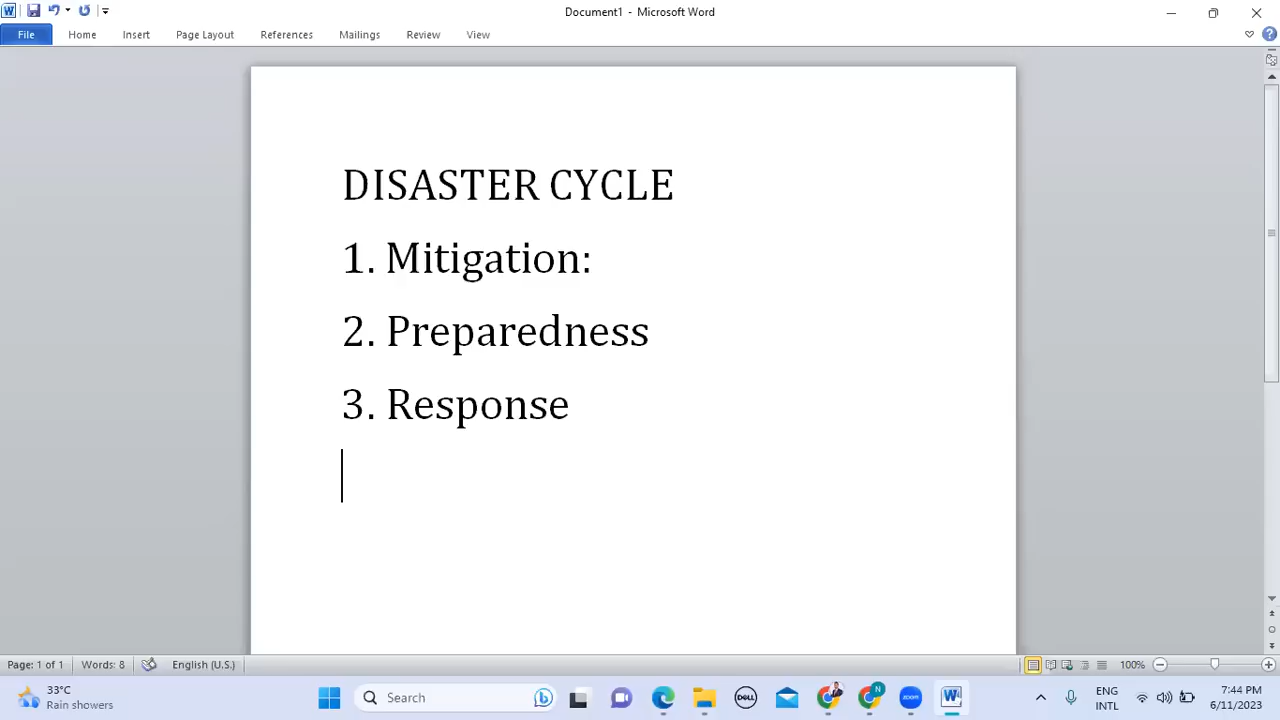 Document1 - Microsoft Word
File Home Insert Page Layout References Mailings Review View
DISASTER CYCLE
1. Mitigation:
2. Preparedness
3. Response
Page: 1 of 1 Words: 8 English (U.S.) 100%
33°C
Rain showers
Search
DELL
N
zoom
ENG
INTL
7:44 PM
6/11/2023